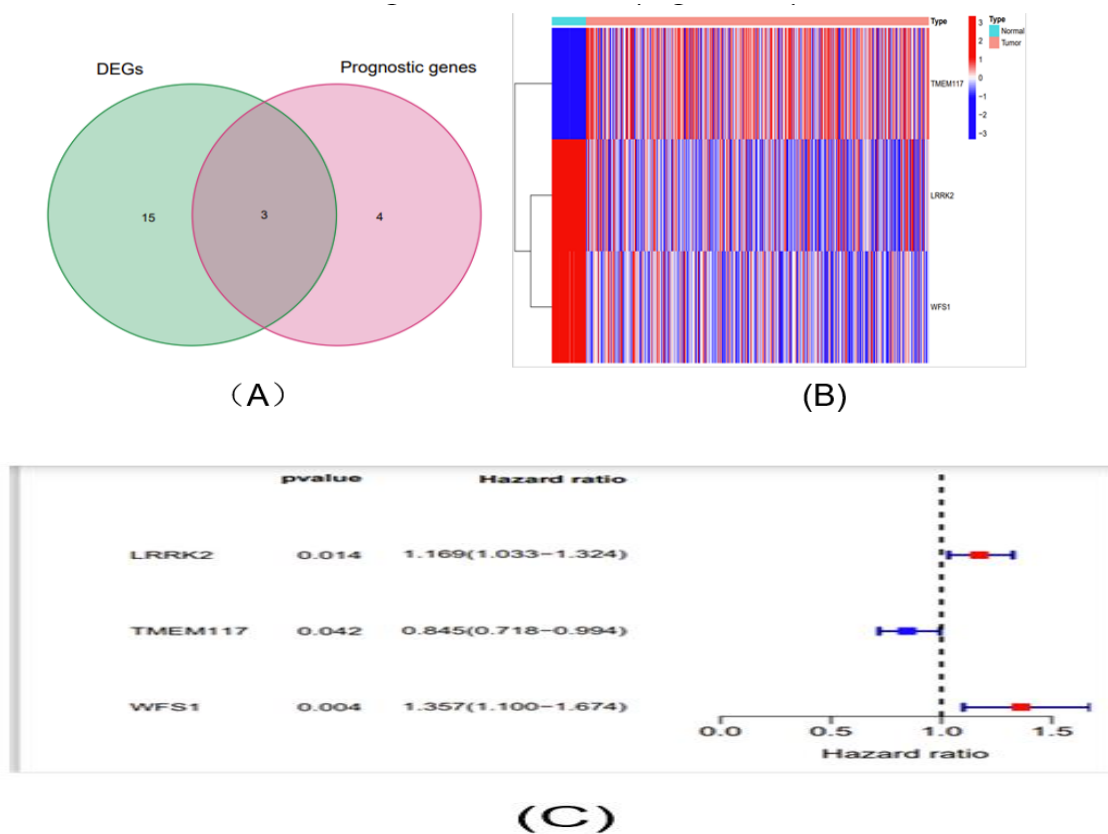 DEGs
Prognostic genes
15
3
4
（A）
Type
3
2
1
0
−1
−2
−3
Type
Normal
Tumor
TMEM117
LRRK2
WFS1
(B)
pvalue Hazard ratio
LRRK2 0.014 1.169(1.033−1.324)
TMEM117 0.042 0.845(0.718−0.994)
WFS1 0.004 1.357(1.100−1.674)
0.0 0.5 1.0 1.5
Hazard ratio
(C)